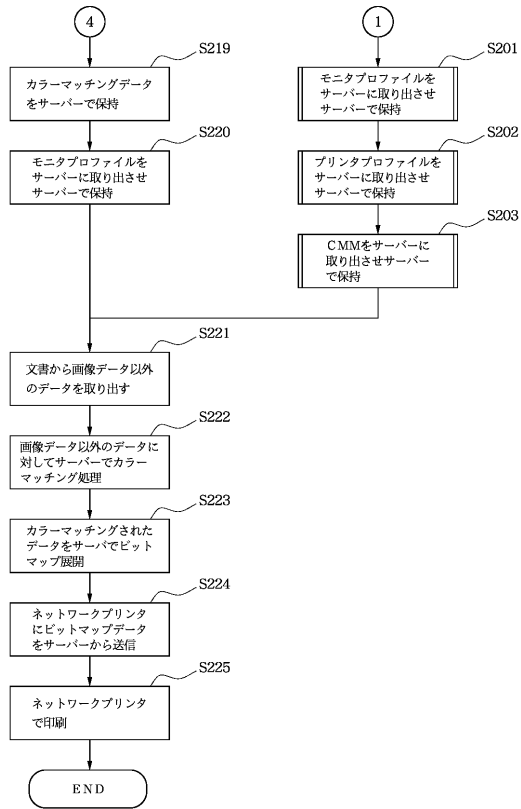 4
S219
カラーマッチングデータ
をサーバーで保持
S220
モニタプロファイルを
サーバーに取り出させ
サーバーで保持
1
S201
モニタプロファイルを
サーバーに取り出させ
サーバーで保持
S202
プリンタプロファイルを
サーバーに取り出させ
サーバーで保持
S203
CMMをサーバーに
取り出させサーバー
で保持
S221
文書から画像データ以外
のデータを取り出す
S222
画像データ以外のデータに
対してサーバーでカラー
マッチング処理
S223
カラーマッチングされた
データをサーバでビット
マップ展開
S224
ネットワークプリンタ
にビットマップデータ
をサーバーから送信
S225
ネットワークプリンタ
で印刷
END